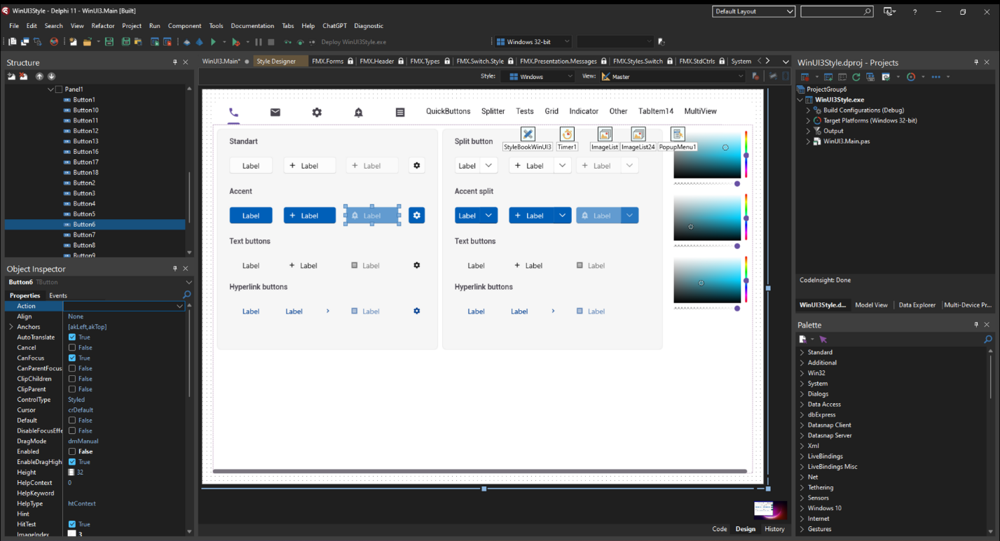 WinUI3Style - Delphi 11 - WinUI3.Main [Built]
Default Layout
File Edit Search View Refactor Project Run Component Tools Documentation Tabs Help ChatGPT Diagnostic
Deploy WinUI3Style.exe
Windows 32-bit
Structure
Panel1
Button1
Button10
Button11
Button12
Button13
Button16
Button17
Button18
Button2
Button3
Button4
Button5
Button6
Button7
Button8
Button9
Object Inspector
Button6 TButton
Properties Events
Action
Align None
Anchors [akLeft,akTop]
AutoTranslate True
Cancel False
CanFocus True
CanParentFocus False
ClipChildren False
ClipParent False
ControlType Styled
Cursor crDefault
Default False
DisableFocusEffe False
DragMode dmManual
Enabled False
EnableDragHigh True
Height 32
HelpContext 0
HelpKeyword
HelpType htContext
Hint
HitTest True
ImageIndex 3
WinUI3.Main* Style Designer FMX.Forms FMX.Header FMX.Types FMX.Switch.Style FMX.Presentation.Messages FMX.Styles.Switch FMX.StdCtrls System
Style: Windows View: Master
QuickButtons Splitter Tests Grid Indicator Other TabItem14 MultiView
Standart
Label + Label + Label
Accent
Label + Label Label
Text buttons
Label + Label Label
Hyperlink buttons
Label Label Label
Split button
StyleBookWinUI3 Timer1 ImageList ImageList24 PopupMenu1
Label + Label + Label
Accent split
Label + Label Label
Text buttons
Label + Label Label
Hyperlink buttons
Label Label Label
Code Design History
WinUI3Style.dproj - Projects
ProjectGroup6
WinUI3Style.exe
Build Configurations (Debug)
Target Platforms (Windows 32-bit)
Output
WinUI3.Main.pas
CodeInsight: Done
WinUI3Style.d... Model View Data Explorer Multi-Device Pr...
Palette
Standard
Additional
Win32
System
Dialogs
Data Access
dbExpress
Datasnap Client
Datasnap Server
Xml
LiveBindings
LiveBindings Misc
Net
Tethering
Sensors
Windows 10
Internet
Gestures